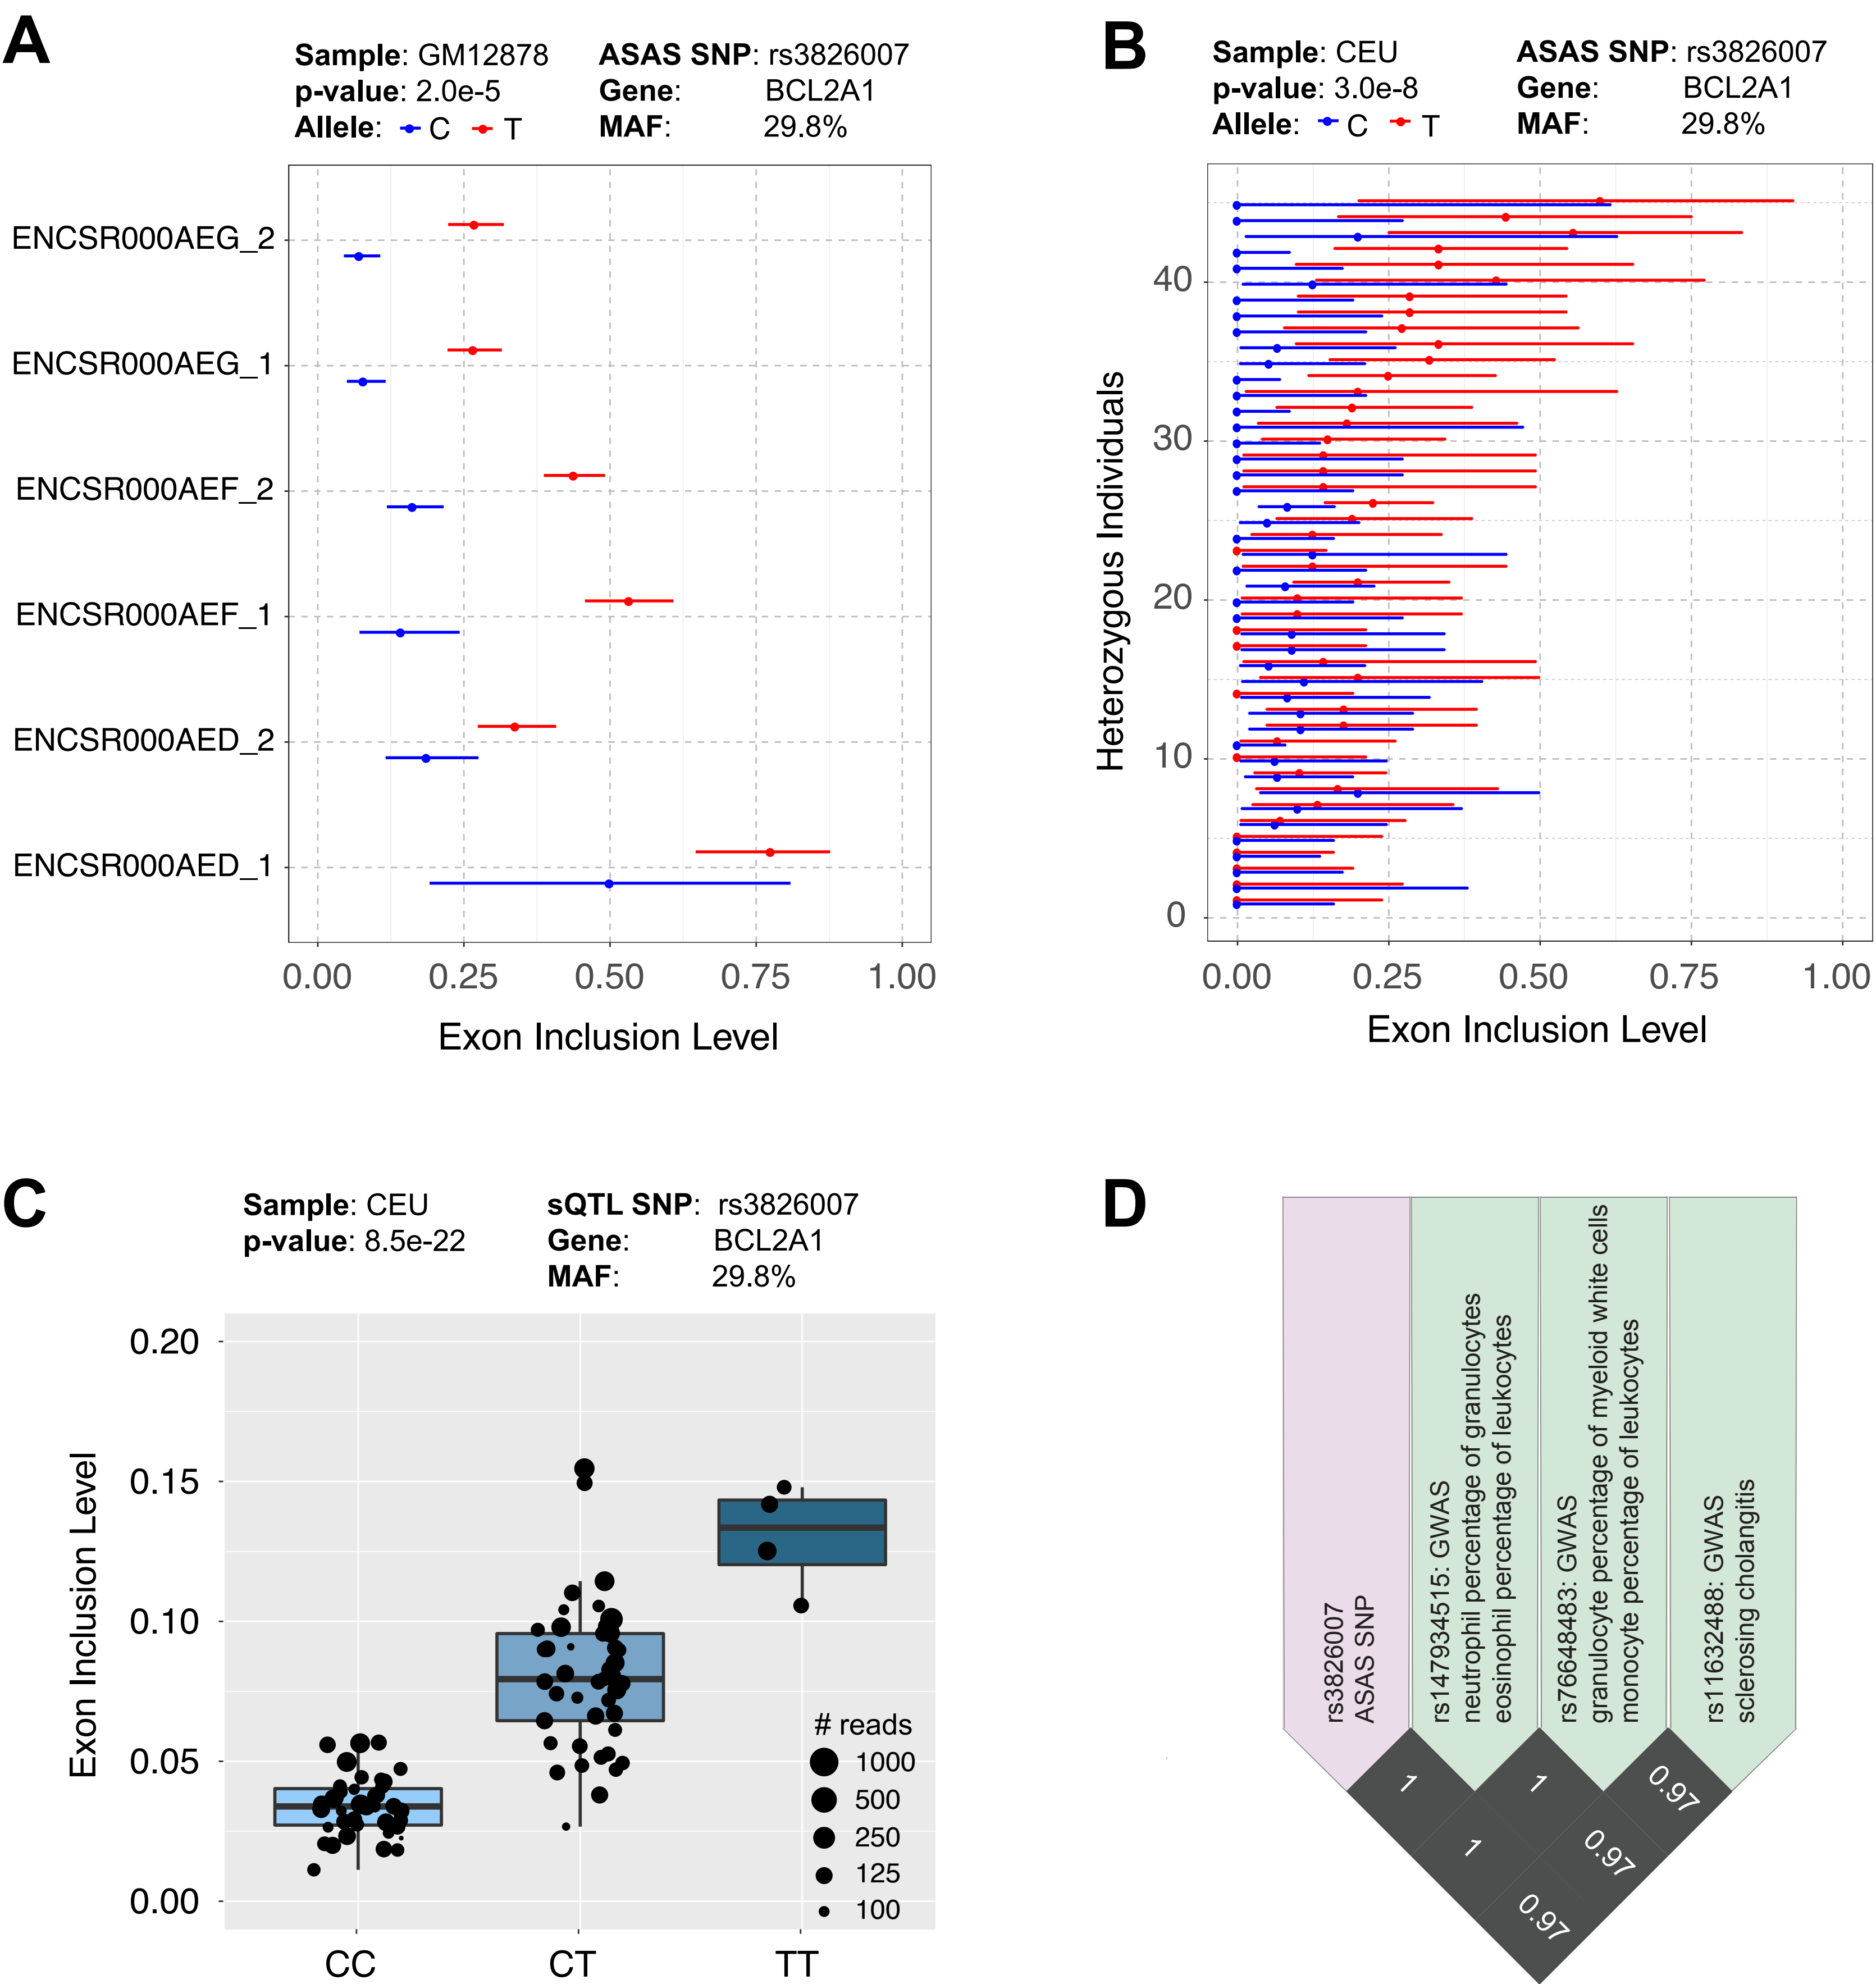 A
Sample: GM12878 ASAS SNP: rs3826007
p-value: 2.0e-5 Gene: BCL2A1
Allele: C T MAF: 29.8%
ENCSR000AEG_2
ENCSR000AEG_1
ENCSR000AEF_2
ENCSR000AEF_1
ENCSR000AED_2
ENCSR000AED_1
0.00 0.25 0.50 0.75 1.00
Exon Inclusion Level
B
Sample: CEU ASAS SNP: rs3826007
p-value: 3.0e-8 Gene: BCL2A1
Allele: C T MAF: 29.8%
Heterozygous Individuals
40
30
20
10
0
0.00 0.25 0.50 0.75 1.00
Exon Inclusion Level
C
Sample: CEU sQTL SNP: rs3826007
p-value: 8.5e-22 Gene: BCL2A1
MAF: 29.8%
Exon Inclusion Level
0.20
0.15
0.10
0.05
0.00
# reads
1000
500
250
125
100
CC CT TT
D
rs3826007
ASAS SNP
rs147934515: GWAS
neutrophil percentage of granulocytes
eosinophil percentage of leukocytes
rs76648483: GWAS
granulocyte percentage of myeloid white cells
monocyte percentage of leukocytes
rs11632488: GWAS
sclerosing cholangitis
1 1 0.97
1 0.97
0.97